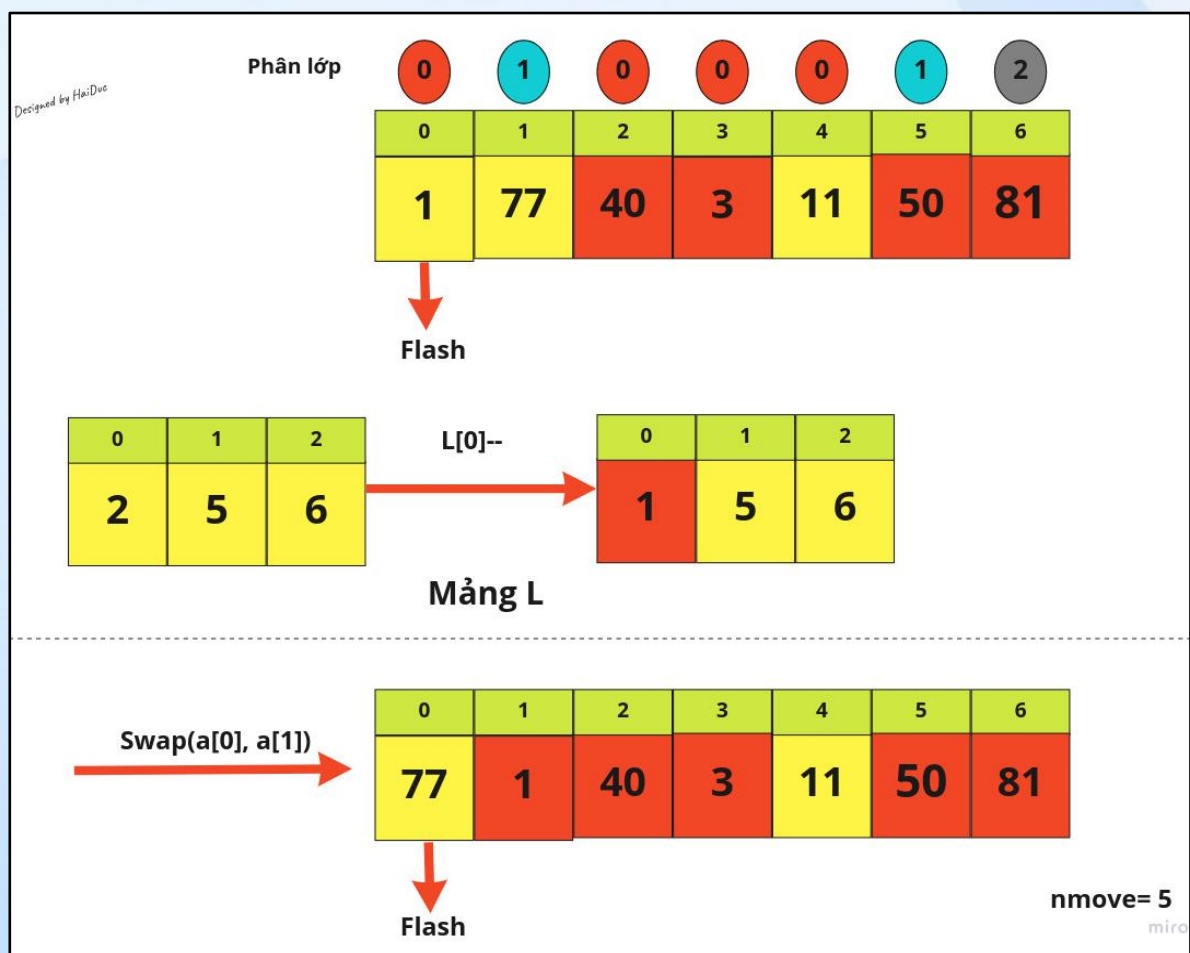 Phân lớp
0 1 0 0 0 1 2
Designed by HaiDuc
0 1 2 3 4 5 6
1 77 40 3 11 50 81
Flash
0 1 2
L[0]--
0 1 2
2 5 6
1 5 6
Mảng L
0 1 2 3 4 5 6
Swap(a[0], a[1])
77 1 40 3 11 50 81
Flash
nmove= 5
miro